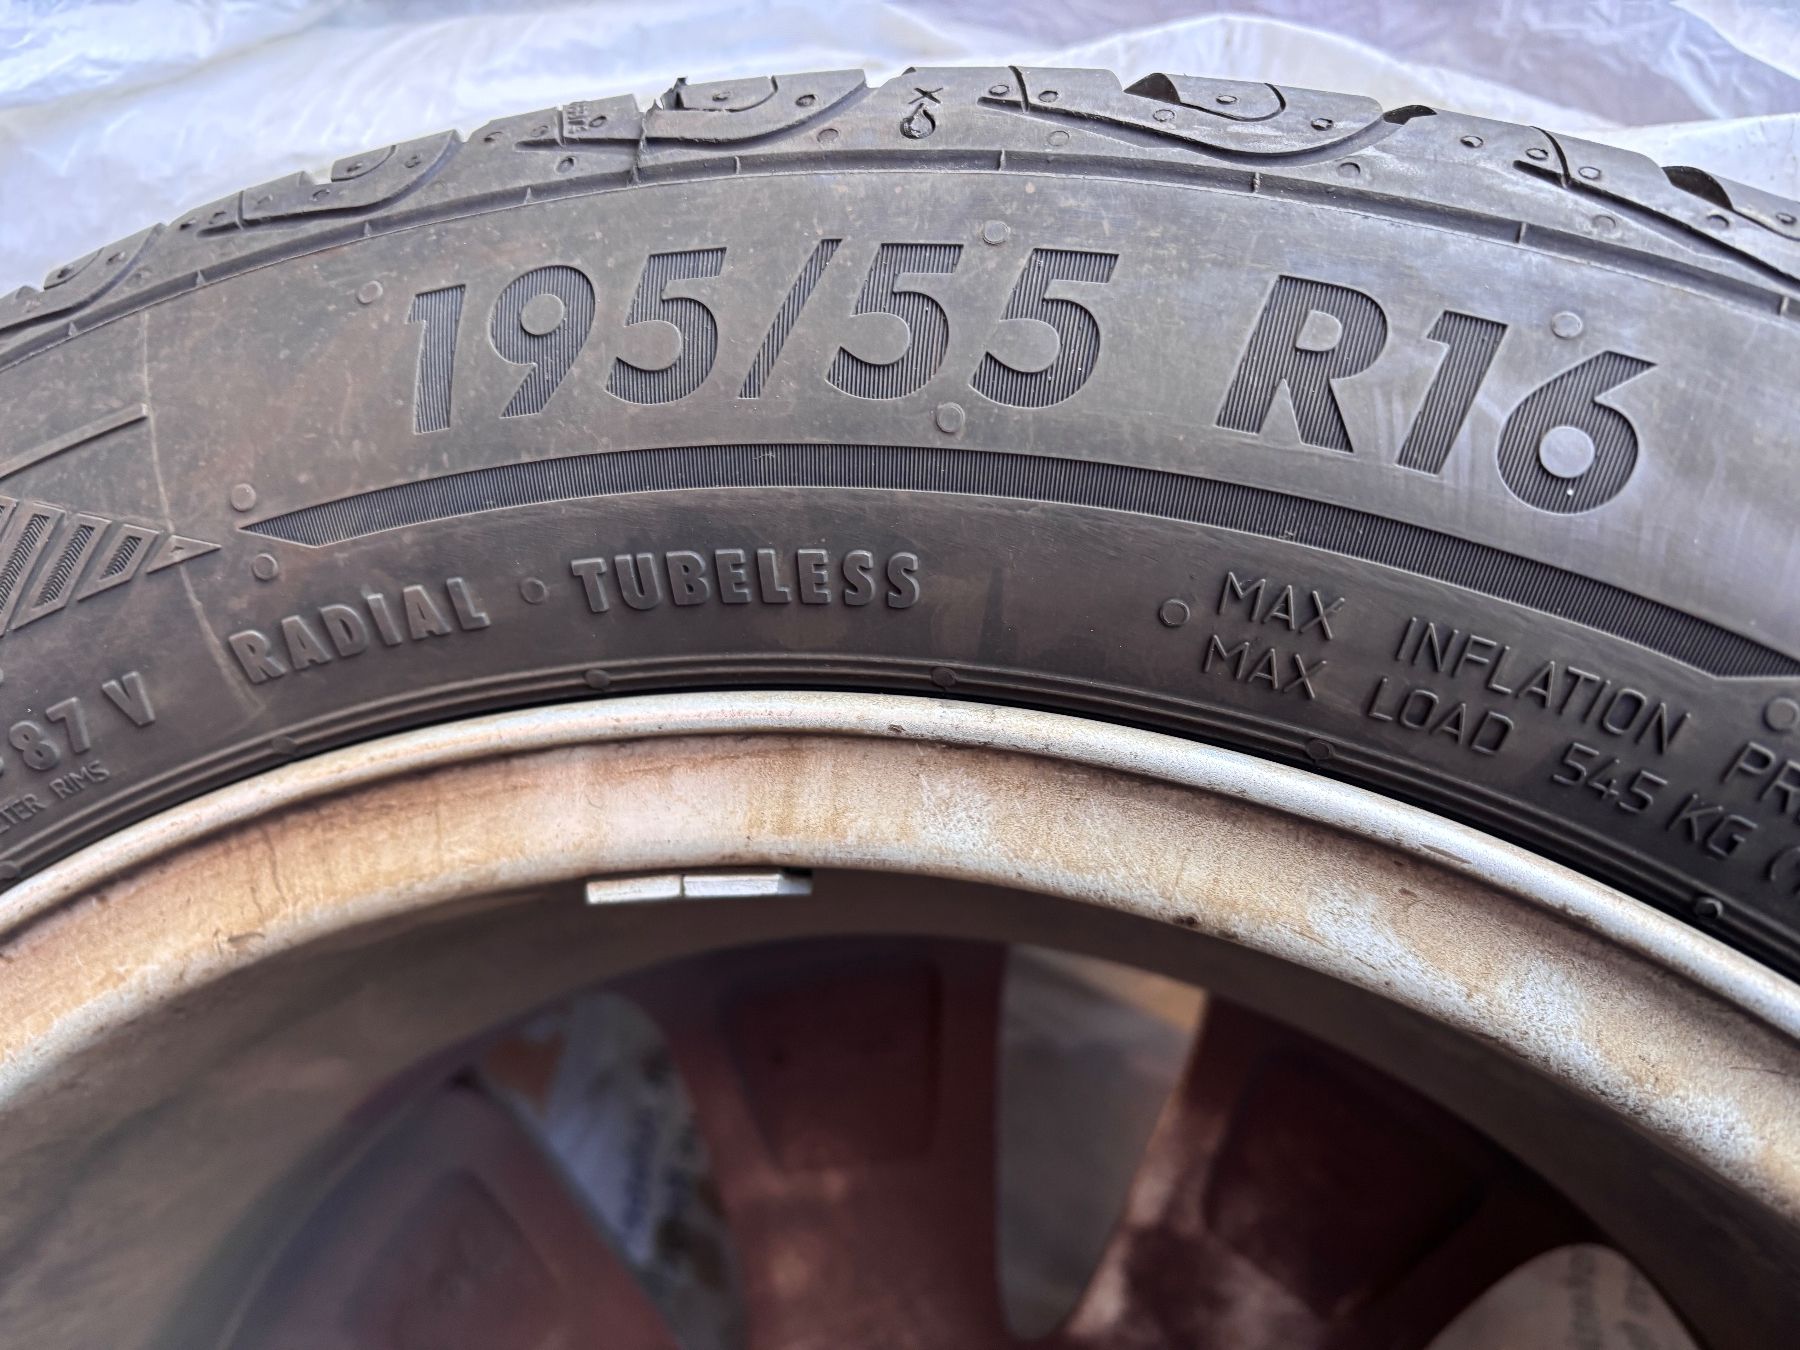 195/55 R16
RADIAL · TUBELESS
87 V
RIMS
MAX INFLATION
MAX LOAD 545 KG